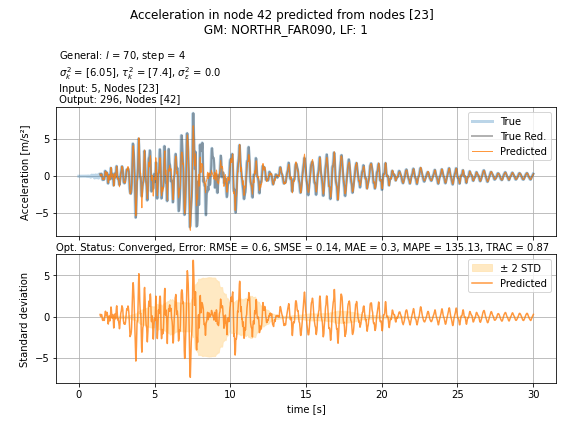 Acceleration in node 42 predicted from nodes [23]
GM: NORTHR_FAR090, LF: 1
General: l = 70, step = 4
σ²ₖ = [6.05], τ²ₖ = [7.4], σ²ₑ = 0.0
Input: 5, Nodes [23]
Output: 296, Nodes [42]
True
True Red.
Predicted
Acceleration [m/s²]
5
0
−5
Opt. Status: Converged, Error: RMSE = 0.6, SMSE = 0.14, MAE = 0.3, MAPE = 135.13, TRAC = 0.87
± 2 STD
Predicted
Standard deviation
5
0
−5
0 5 10 15 20 25 30
time [s]